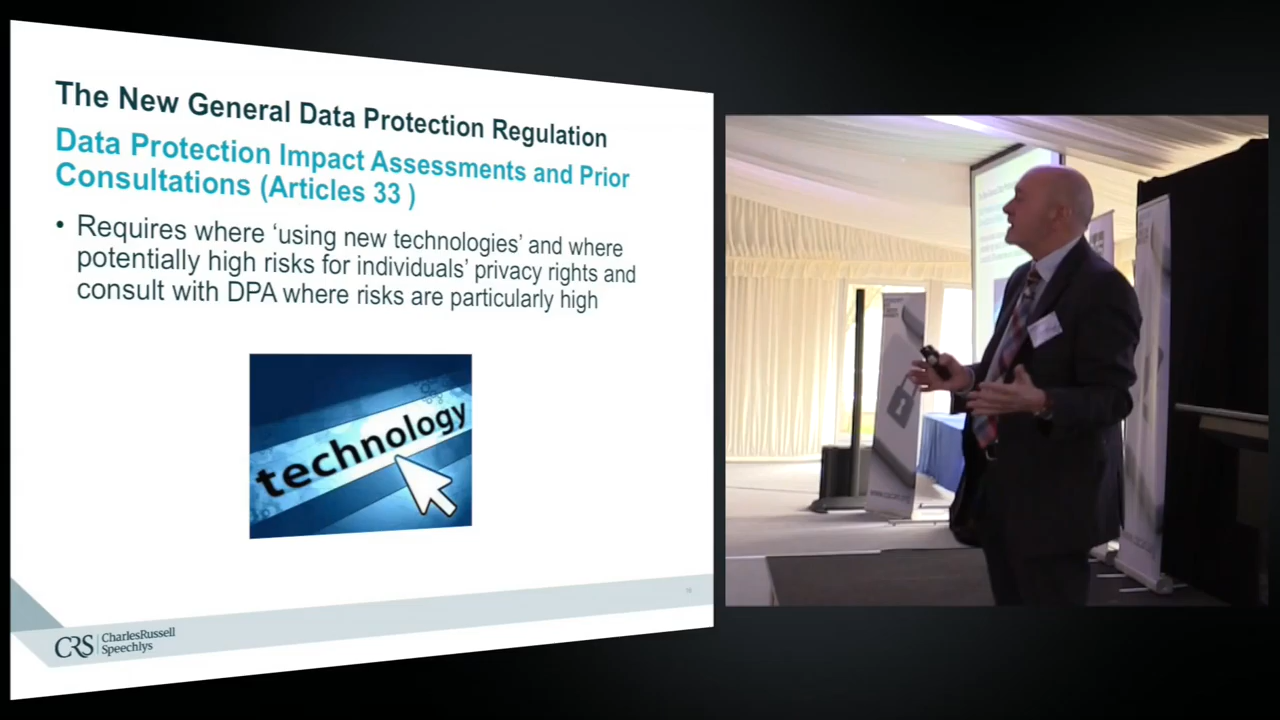 The New General Data Protection Regulation
Data Protection Impact Assessments and Prior
Consultations (Articles 33 )
• Requires where ‘using new technologies’ and where
potentially high risks for individuals’ privacy rights and
consult with DPA where risks are particularly high
technology
CRS CharlesRussell
Speechlys